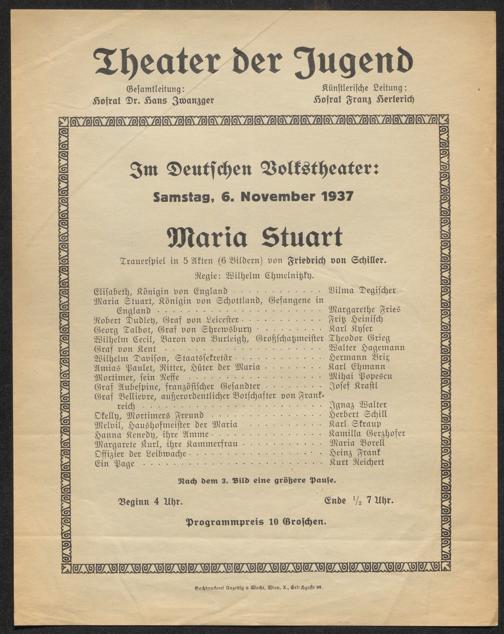 Theater der Jugend
Gesamtleitung:
Hofrat Dr. Hans Zwanzger
Künstlerische Leitung:
Hofrat Franz Herterich
Im Deutschen Volkstheater:
Samstag, 6. November 1937
Maria Stuart
Trauerspiel in 5 Akten (6 Bildern) von Friedrich von Schiller.
Regie: Wilhelm Chmelnitzky.
Elisabeth, Königin von England Vilma Degischer
Maria Stuart, Königin von Schottland, Gefangene in
England Margarethe Fries
Robert Dudley, Graf von Leicester Fritz Heinisch
Georg Talbot, Graf von Shrewsbury Karl Kyser
Wilhelm Cecil, Baron von Burleigh, Großschatzmeister Theodor Grieg
Graf von Kent Walter Hagemann
Wilhelm Davison, Staatssekretär Hermann Brix
Amias Paulet, Ritter, Hüter der Maria Karl Ehmann
Mortimer, sein Neffe Mihai Popescu
Graf Aubespine, französischer Gesandter Josef Krastl
Graf Bellievre, außerordentlicher Botschafter von Frank-
reich Ignaz Walter
Okelly, Mortimers Freund Herbert Schill
Melvil, Haushofmeister der Maria Karl Skraup
Hanna Kenedy, ihre Amme Kamilla Gerzhofer
Margarete Kurl, ihre Kammerfrau Maria Borell
Offizier der Leibwache Heinz Frank
Ein Page Kurt Reichert
Nach dem 3. Bild eine größere Pause.
Beginn 4 Uhr. Ende ½ 7 Uhr.
Programmpreis 10 Groschen.